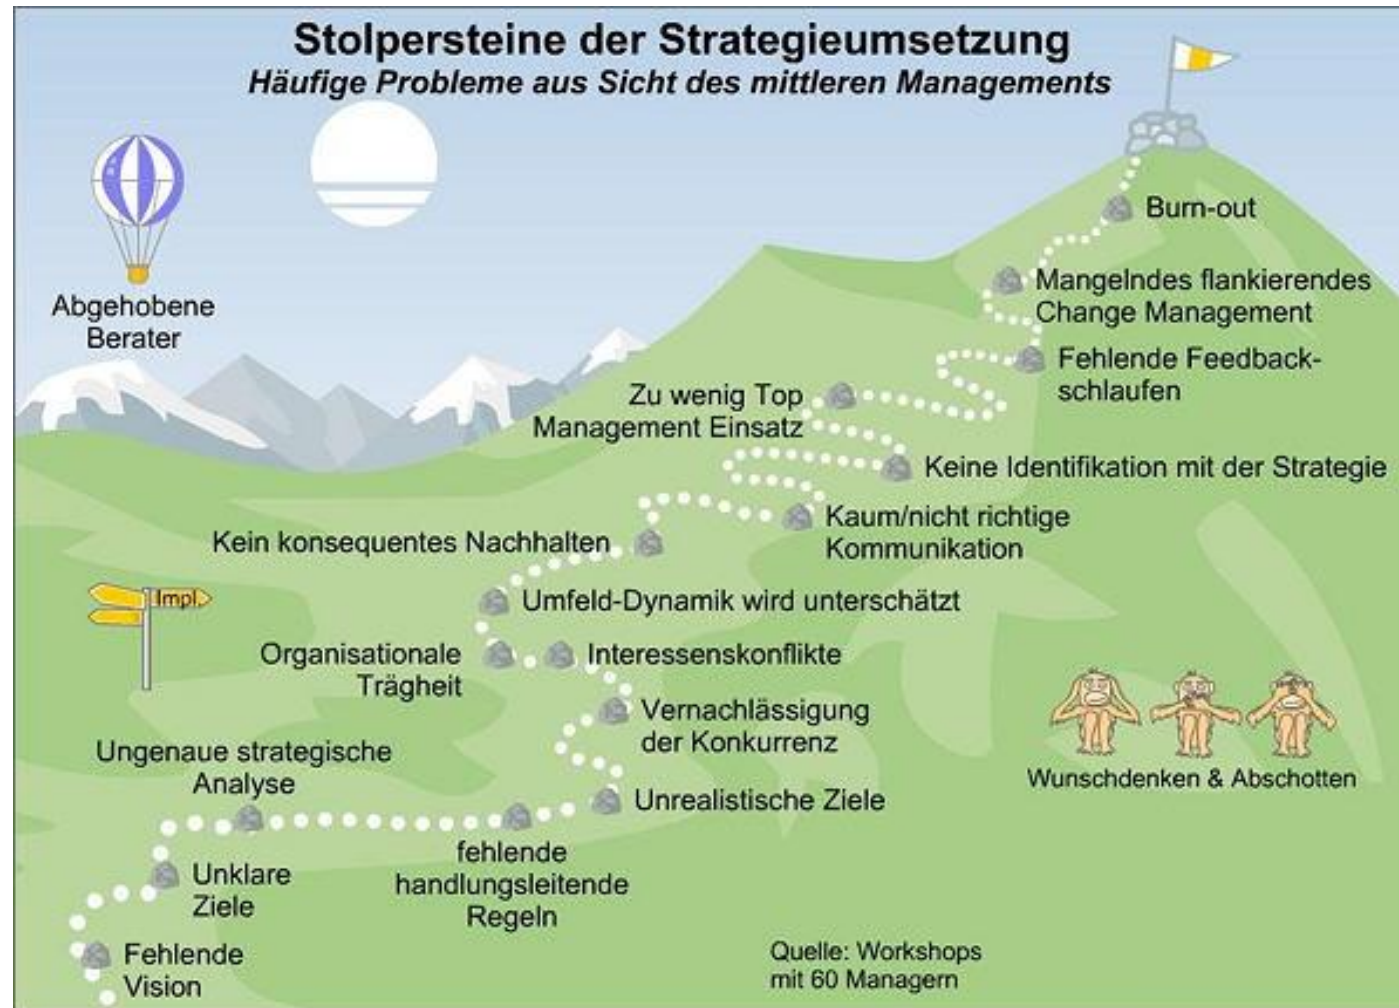 Stolpersteine der Strategieumsetzung
Häufige Probleme aus Sicht des mittleren Managements
Abgehobene
Berater
Burn-out
Mangelndes flankierendes
Change Management
Fehlende Feedback-
schlaufen
Zu wenig Top
Management Einsatz
Keine Identifikation mit der Strategie
Kaum/nicht richtige
Kommunikation
Kein konsequentes Nachhalten
Impl.
Umfeld-Dynamik wird unterschätzt
Organisationale
Trägheit
Interessenskonflikte
Vernachlässigung
der Konkurrenz
Wunschdenken & Abschotten
Ungenaue strategische
Analyse
Unrealistische Ziele
fehlende
handlungsleitende
Regeln
Unklare
Ziele
Fehlende
Vision
Quelle: Workshops
mit 60 Managern